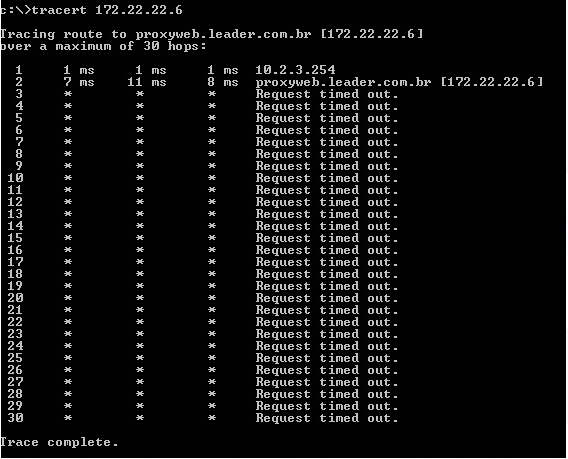 c:\>tracert 172.22.22.6
Tracing route to proxyweb.leader.com.br [172.22.22.6]
over a maximum of 30 hops:
1 1 ms 1 ms 1 ms 10.2.3.254
2 7 ms 11 ms 8 ms proxyweb.leader.com.br [172.22.22.6]
3 * * * Request timed out.
4 * * * Request timed out.
5 * * * Request timed out.
6 * * * Request timed out.
7 * * * Request timed out.
8 * * * Request timed out.
9 * * * Request timed out.
10 * * * Request timed out.
11 * * * Request timed out.
12 * * * Request timed out.
13 * * * Request timed out.
14 * * * Request timed out.
15 * * * Request timed out.
16 * * * Request timed out.
17 * * * Request timed out.
18 * * * Request timed out.
19 * * * Request timed out.
20 * * * Request timed out.
21 * * * Request timed out.
22 * * * Request timed out.
23 * * * Request timed out.
24 * * * Request timed out.
25 * * * Request timed out.
26 * * * Request timed out.
27 * * * Request timed out.
28 * * * Request timed out.
29 * * * Request timed out.
30 * * * Request timed out.
Trace complete.